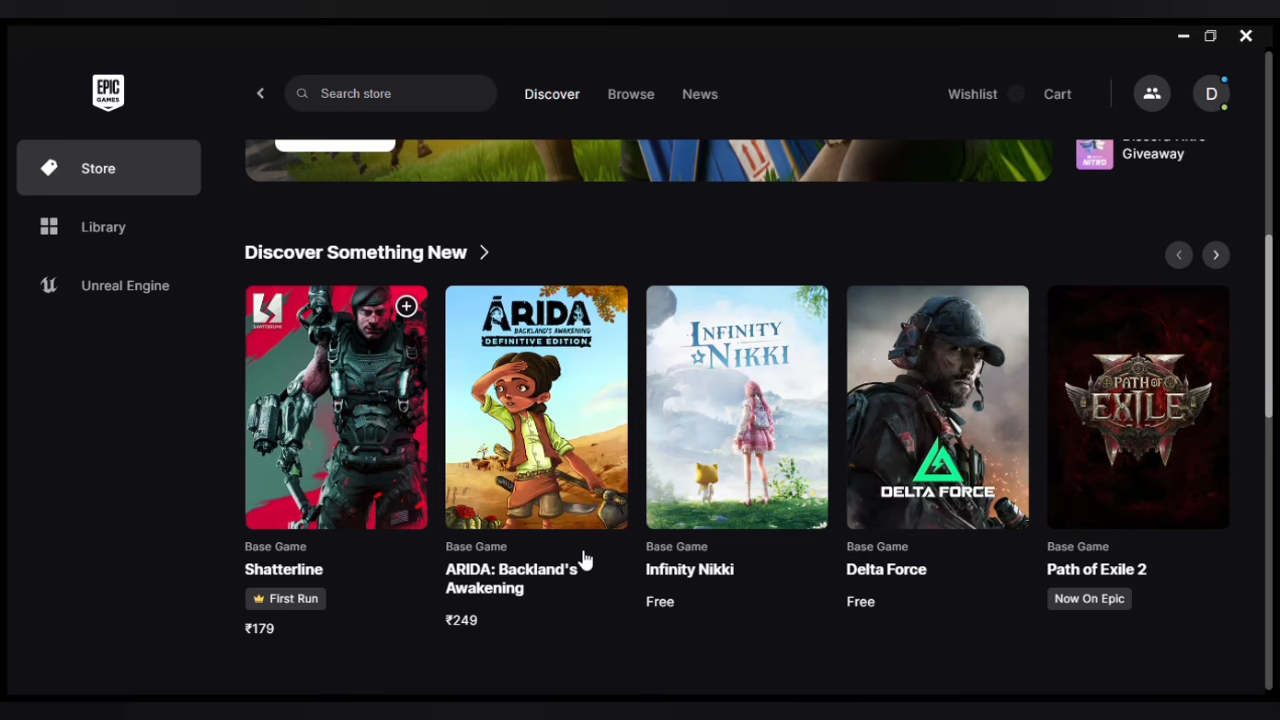 EPIC
GAMES
Search store
Discover
Browse
News
Wishlist
Cart
D
Store
Library
Unreal Engine
NITRO
Giveaway
Discover Something New
SHATTERLINE
ARIDA
BACKLAND'S AWAKENING
DEFINITIVE EDITION
INFINITY
NIKKI
DELTA FORCE
PATH OF
EXILE
Base Game
Shatterline
First Run
₹179
Base Game
ARIDA: Backland's
Awakening
₹249
Base Game
Infinity Nikki
Free
Base Game
Delta Force
Free
Base Game
Path of Exile 2
Now On Epic